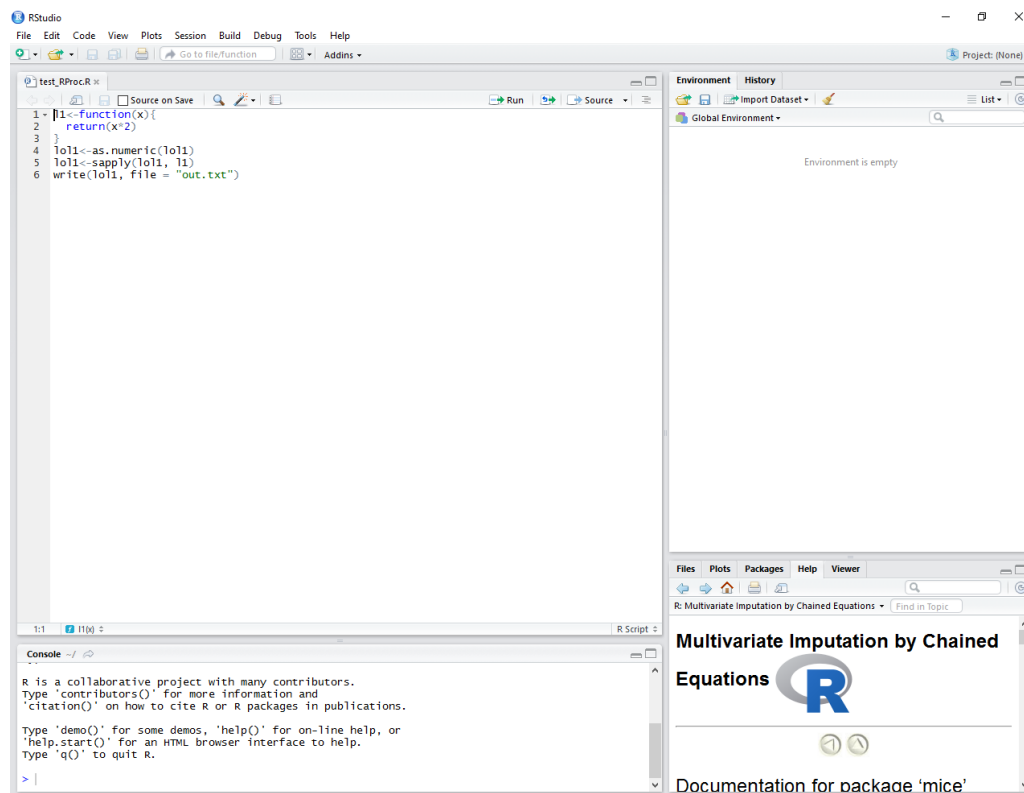 RStudio
File Edit Code View Plots Session Build Debug Tools Help
Go to file/function Addins Project: (None)
test_RProc.R
Source on Save Run Source
1 l1<-function(x){
2 return(x*2)
3 }
4 lol1<-as.numeric(lol1)
5 lol1<-sapply(lol1, l1)
6 write(lol1, file = "out.txt")
1:1 l1(x) R Script
Console ~/
R is a collaborative project with many contributors.
Type 'contributors()' for more information and
'citation()' on how to cite R or R packages in publications.
Type 'demo()' for some demos, 'help()' for on-line help, or
'help.start()' for an HTML browser interface to help.
Type 'q()' to quit R.
>
Environment History
Import Dataset List
Global Environment
Environment is empty
Files Plots Packages Help Viewer
R: Multivariate Imputation by Chained Equations Find in Topic
Multivariate Imputation by Chained
Equations R
Documentation for package ‘mice’